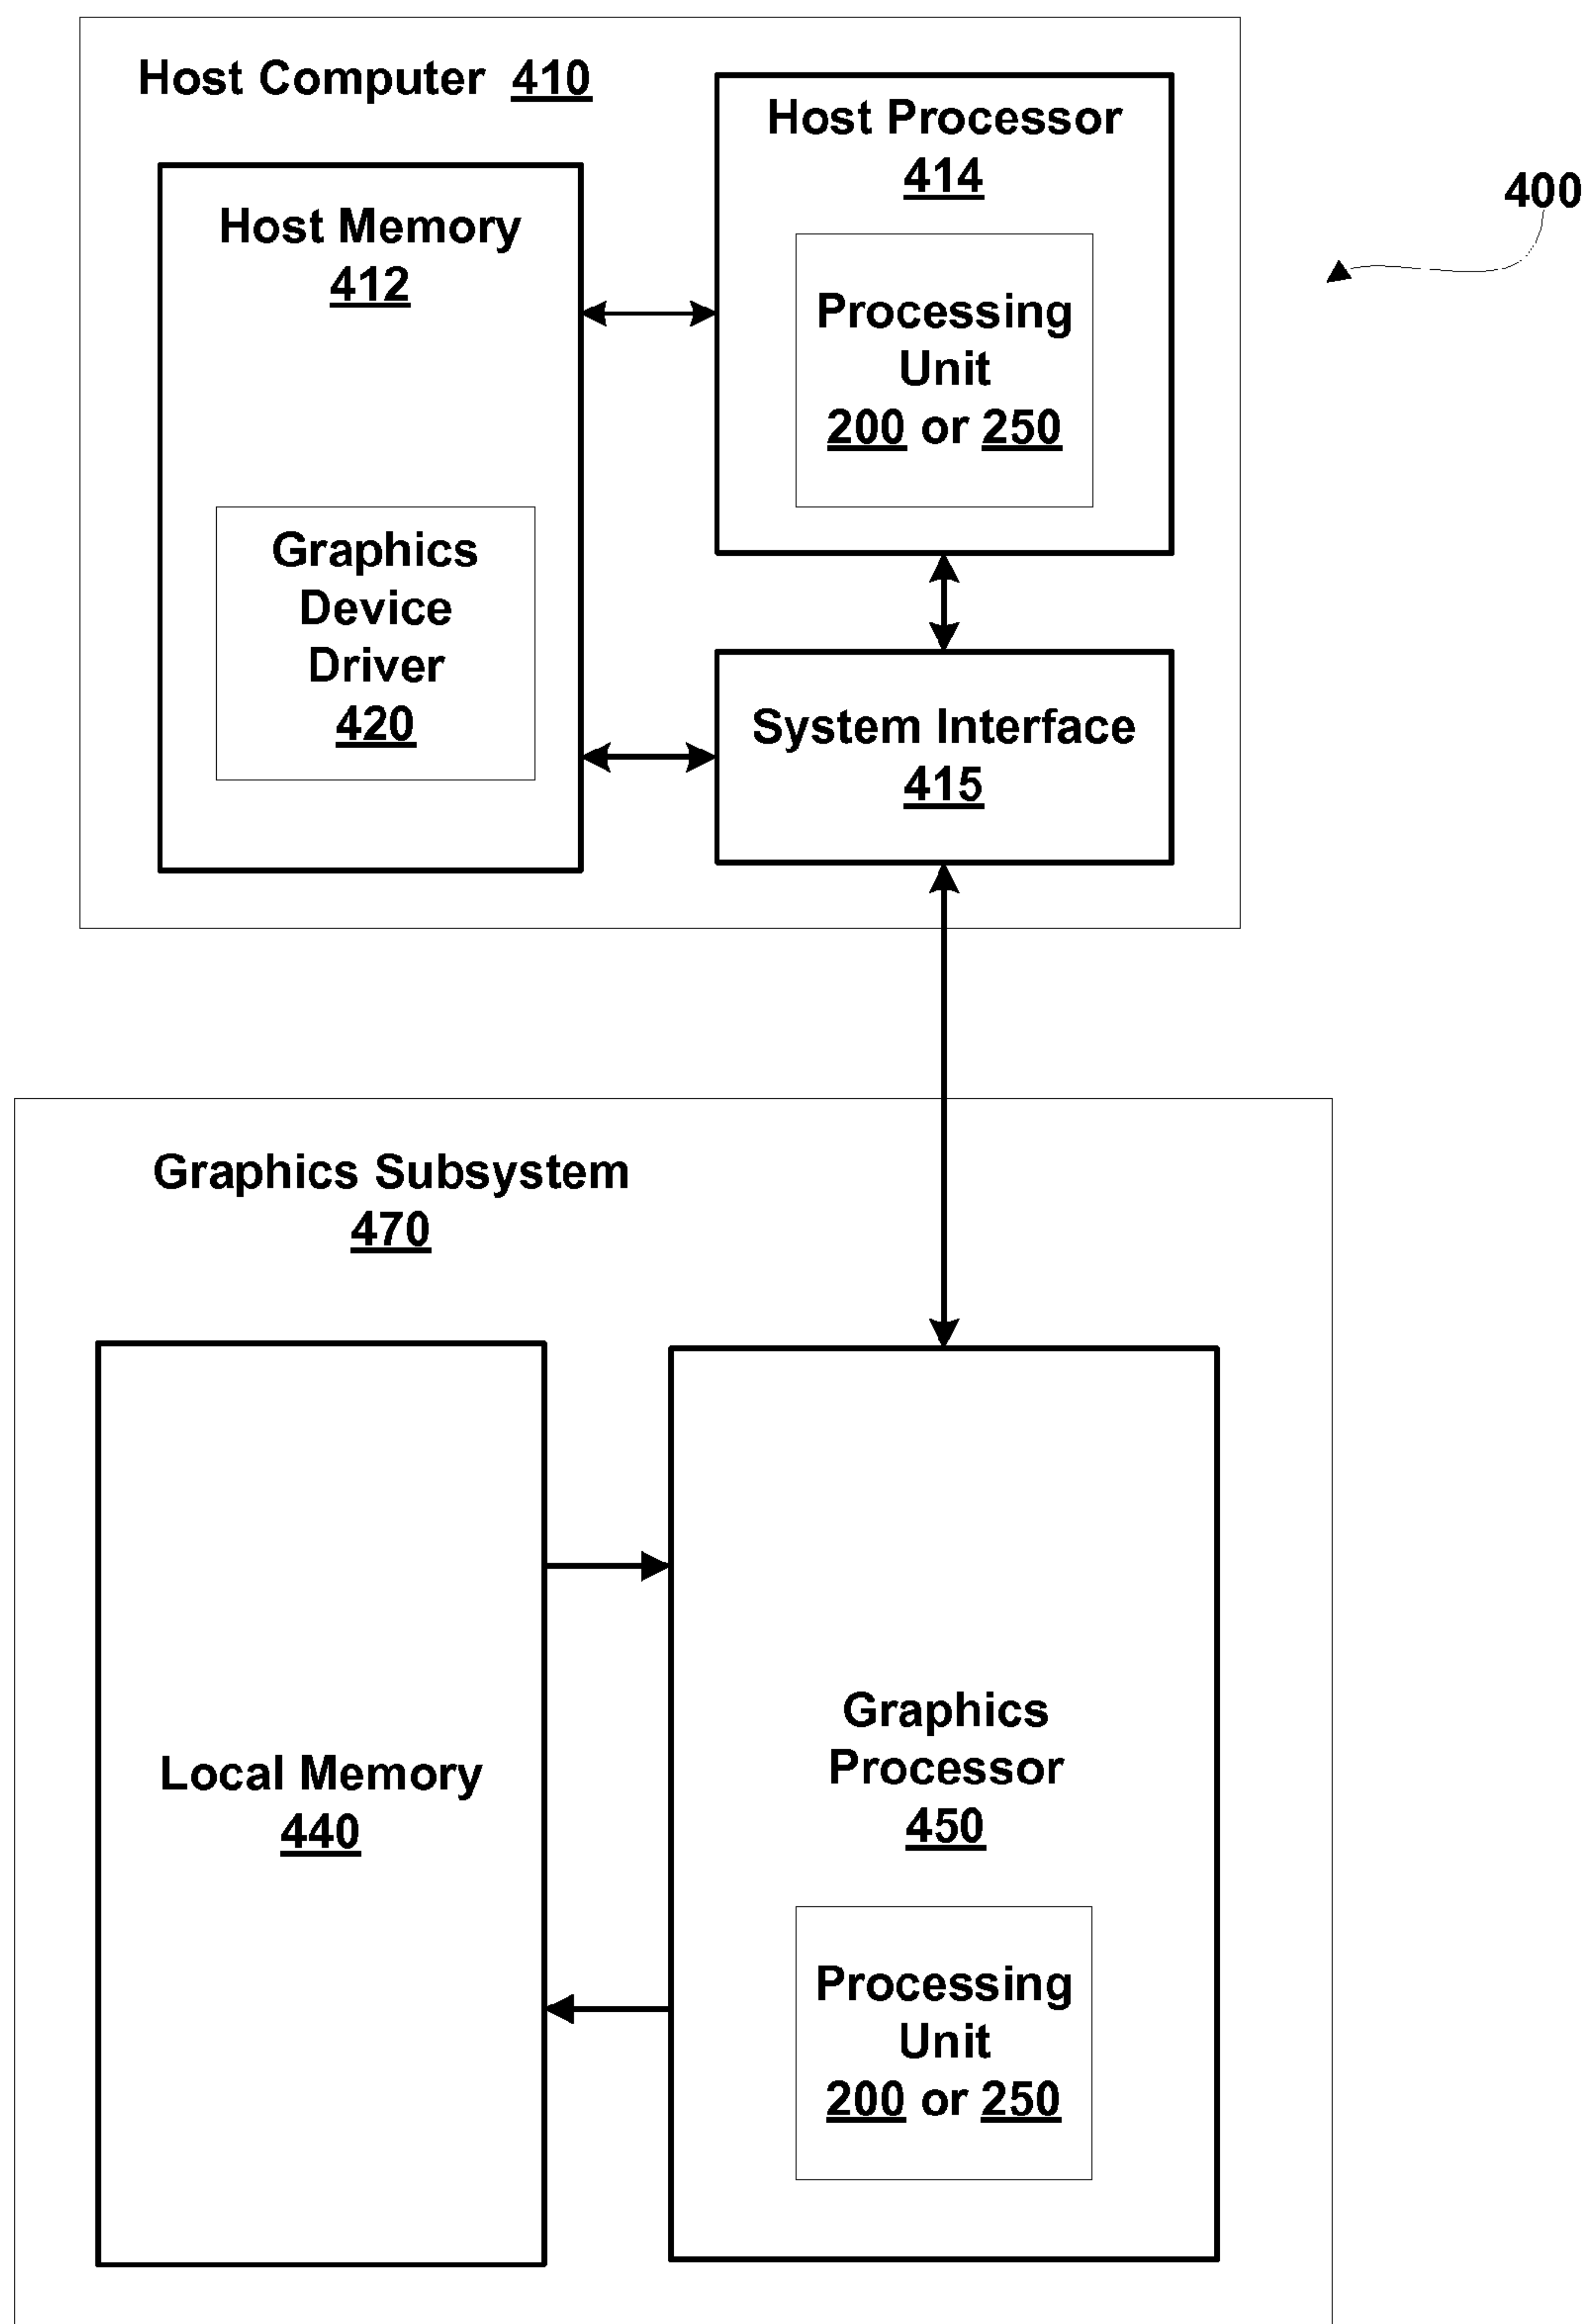 Host Computer 410
Host Processor
414
400
Host Memory
412
Processing
Unit
200 or 250
Graphics
Device
Driver
420
System Interface
415
Graphics Subsystem
470
Graphics
Processor
450
Local Memory
440
Processing
Unit
200 or 250